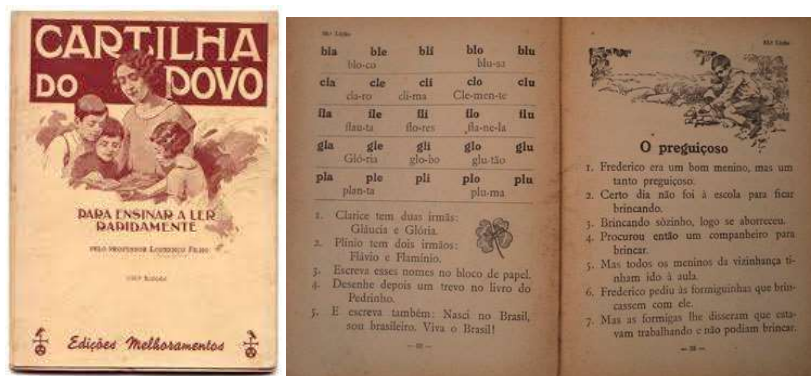 CARTILHA
DO POVO
PARA ENSINAR A LER
RAPIDAMENTE
PELO PROFESSOR LOURENÇO FILHO
Edições Melhoramentos
bla ble bli blo blu
blo-co blu-sa
cla cle cli clo clu
cla-ro cli-ma Cle-men-te
fla fle fli flo flu
flau-ta flo-res fla-ne-la
gla gle gli glo glu
Gló-ria glo-bo glu-tão
pla ple pli plo plu
plan-ta plu-ma
1. Clarice tem duas irmãs:
Gláucia e Glória.
2. Plínio tem dois irmãos:
Flávio e Flamínio.
3. Escreva esses nomes no bloco de papel.
4. Desenhe depois um trevo no livro do
Pedrinho.
5. E escreva também: Nasci no Brasil,
sou brasileiro. Viva o Brasil!
O preguiçoso
1. Frederico era um bom menino, mas um
tanto preguiçoso.
2. Certo dia não foi à escola para ficar
brincando.
3. Brincando sòzinho, logo se aborreceu.
4. Procurou então um companheiro para
brincar.
5. Mas todos os meninos da vizinhança ti-
nham ido à aula.
6. Frederico pediu às formiguinhas que brin-
cassem com ele.
7. Mas as formigas lhe disseram que esta-
vam trabalhando e não podiam brincar.